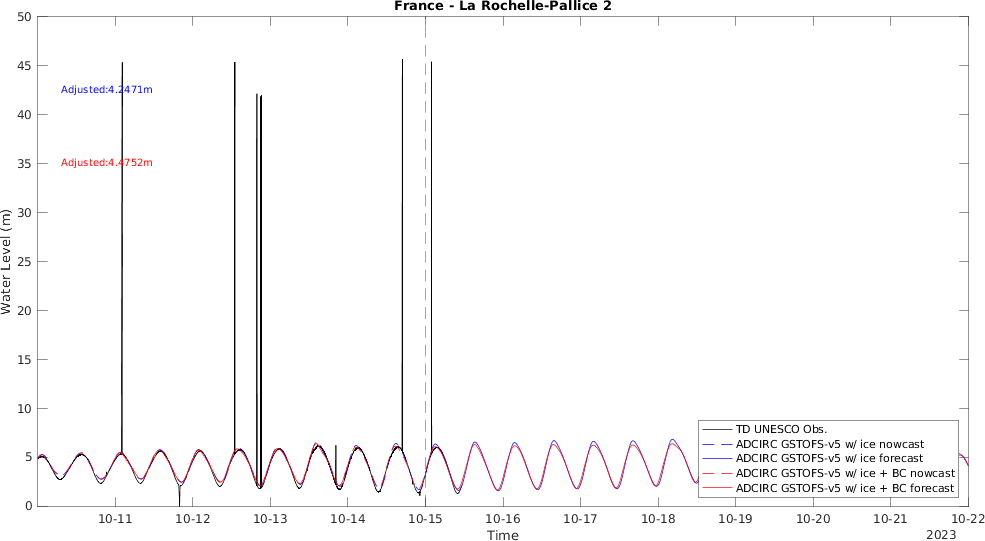 France - La Rochelle-Pallice 2
50
45
40
35
30
25
20
15
10
5
0
Water Level (m)
Adjusted:4.2471m
Adjusted:4.4752m
TD UNESCO Obs.
ADCIRC GSTOFS-v5 w/ ice nowcast
ADCIRC GSTOFS-v5 w/ ice forecast
ADCIRC GSTOFS-v5 w/ ice + BC nowcast
ADCIRC GSTOFS-v5 w/ ice + BC forecast
10-11 10-12 10-13 10-14 10-15 10-16 10-17 10-18 10-19 10-20 10-21 10-22
Time
2023